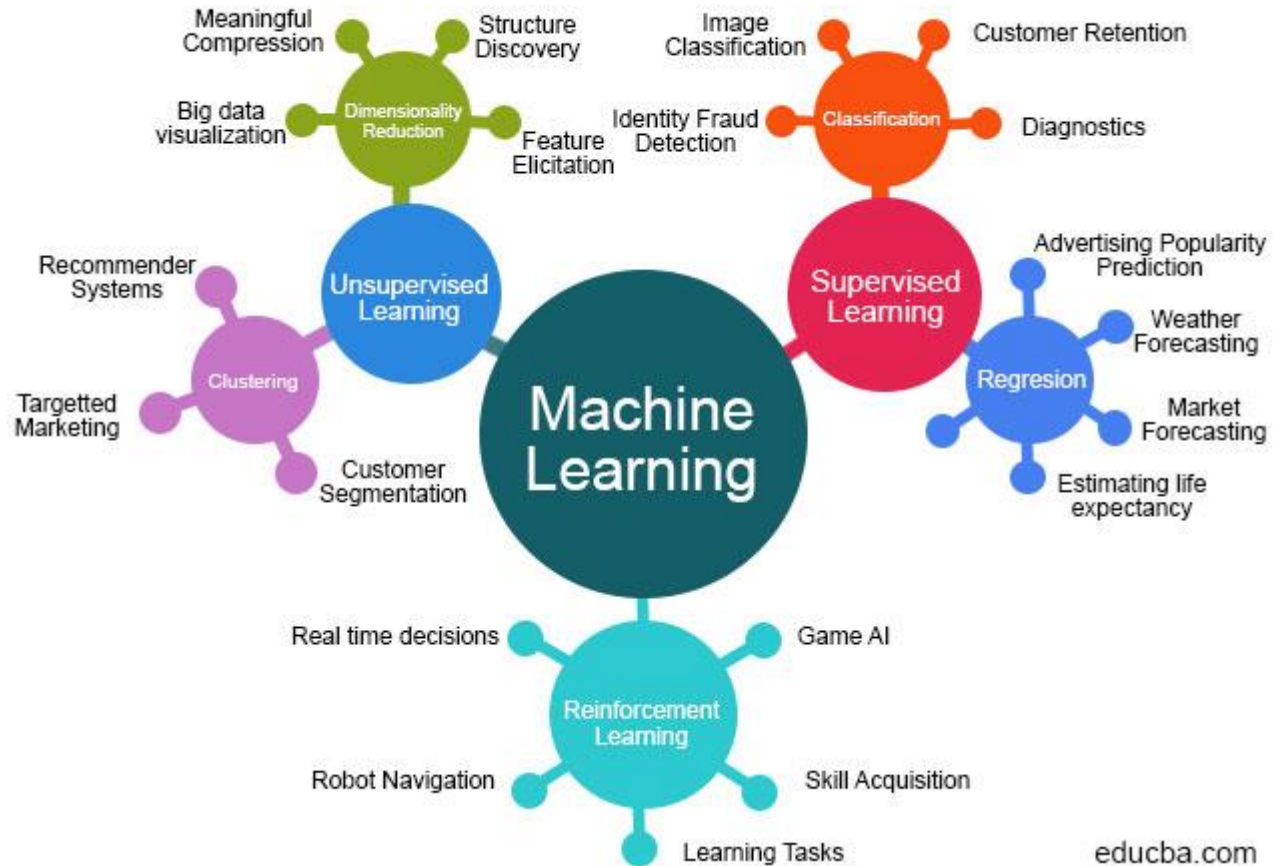 Meaningful
Compression
Structure
Discovery
Big data
visualization
Dimensionality
Reduction
Feature
Elicitation
Image
Classification
Customer Retention
Identity Fraud
Detection
Classification
Diagnostics
Recommender
Systems
Unsupervised
Learning
Clustering
Targetted
Marketing
Customer
Segmentation
Machine
Learning
Supervised
Learning
Advertising Popularity
Prediction
Weather
Forecasting
Regresion
Market
Forecasting
Estimating life
expectancy
Real time decisions
Game AI
Reinforcement
Learning
Robot Navigation
Skill Acquisition
Learning Tasks
educba.com